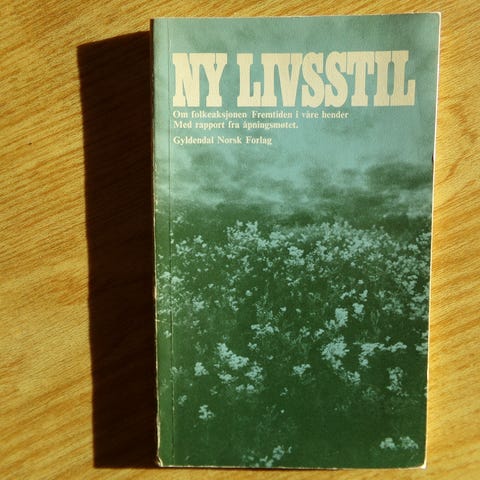 NY LIVSSTIL
Om folkeaksjonen Fremtiden i våre hender
Med rapport fra åpningsmøtet.
Gyldendal Norsk Forlag